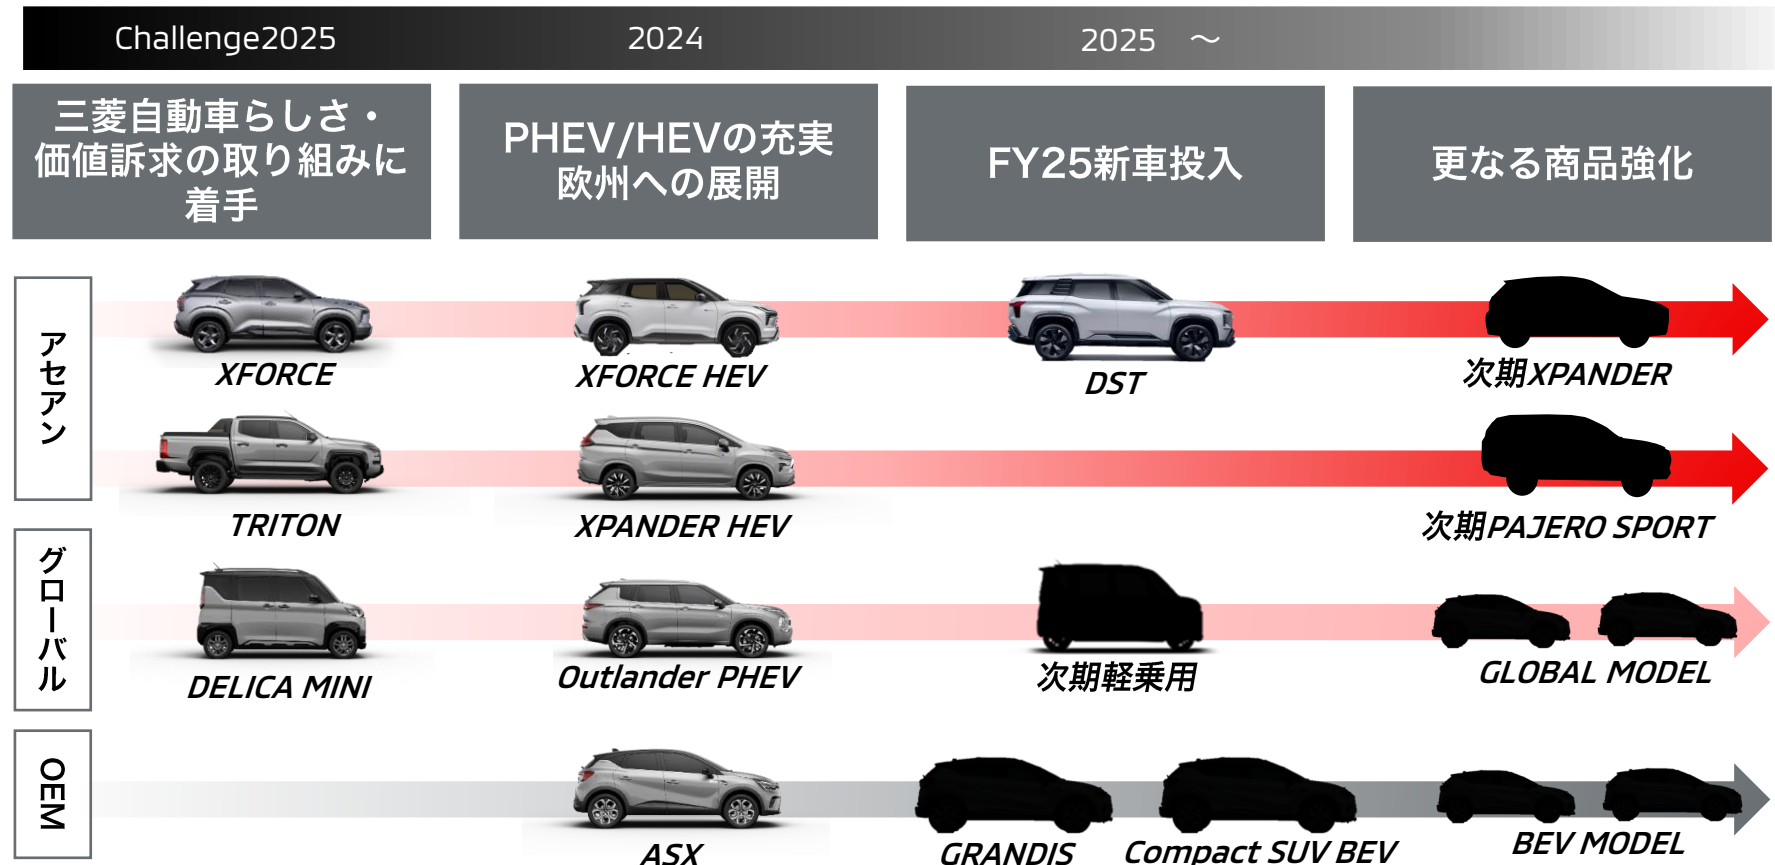 Challenge2025
2024
2025 ～
三菱自動車らしさ・
価値訴求の取り組みに
着手
PHEV/HEVの充実
欧州への展開
FY25新車投入
更なる商品強化
アセアン
XFORCE
XFORCE HEV
DST
次期XPANDER
TRITON
XPANDER HEV
次期PAJERO SPORT
グローバル
DELICA MINI
Outlander PHEV
次期軽乗用
GLOBAL MODEL
OEM
ASX
GRANDIS
Compact SUV BEV
BEV MODEL